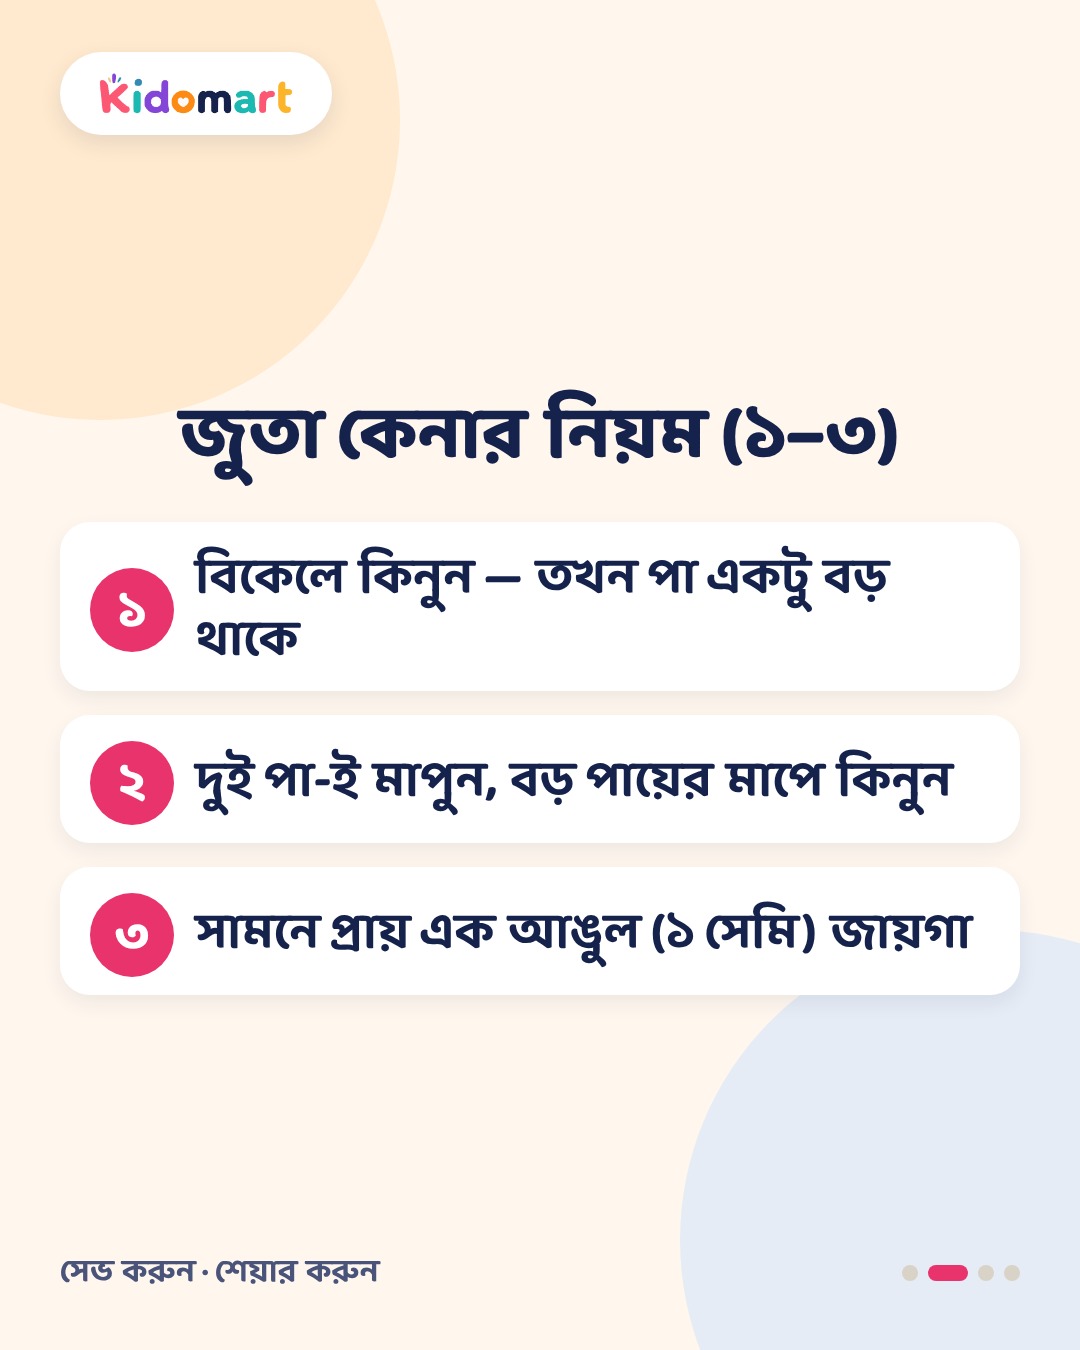 Kidomart
জুতা কেনার নিয়ম (১–৩)
১
বিকেলে কিনুন — তখন পা একটু বড়
থাকে
২
দুই পা-ই মাপুন, বড় পায়ের মাপে কিনুন
৩
সামনে প্রায় এক আঙুল (১ সেমি) জায়গা
সেভ করুন · শেয়ার করুন